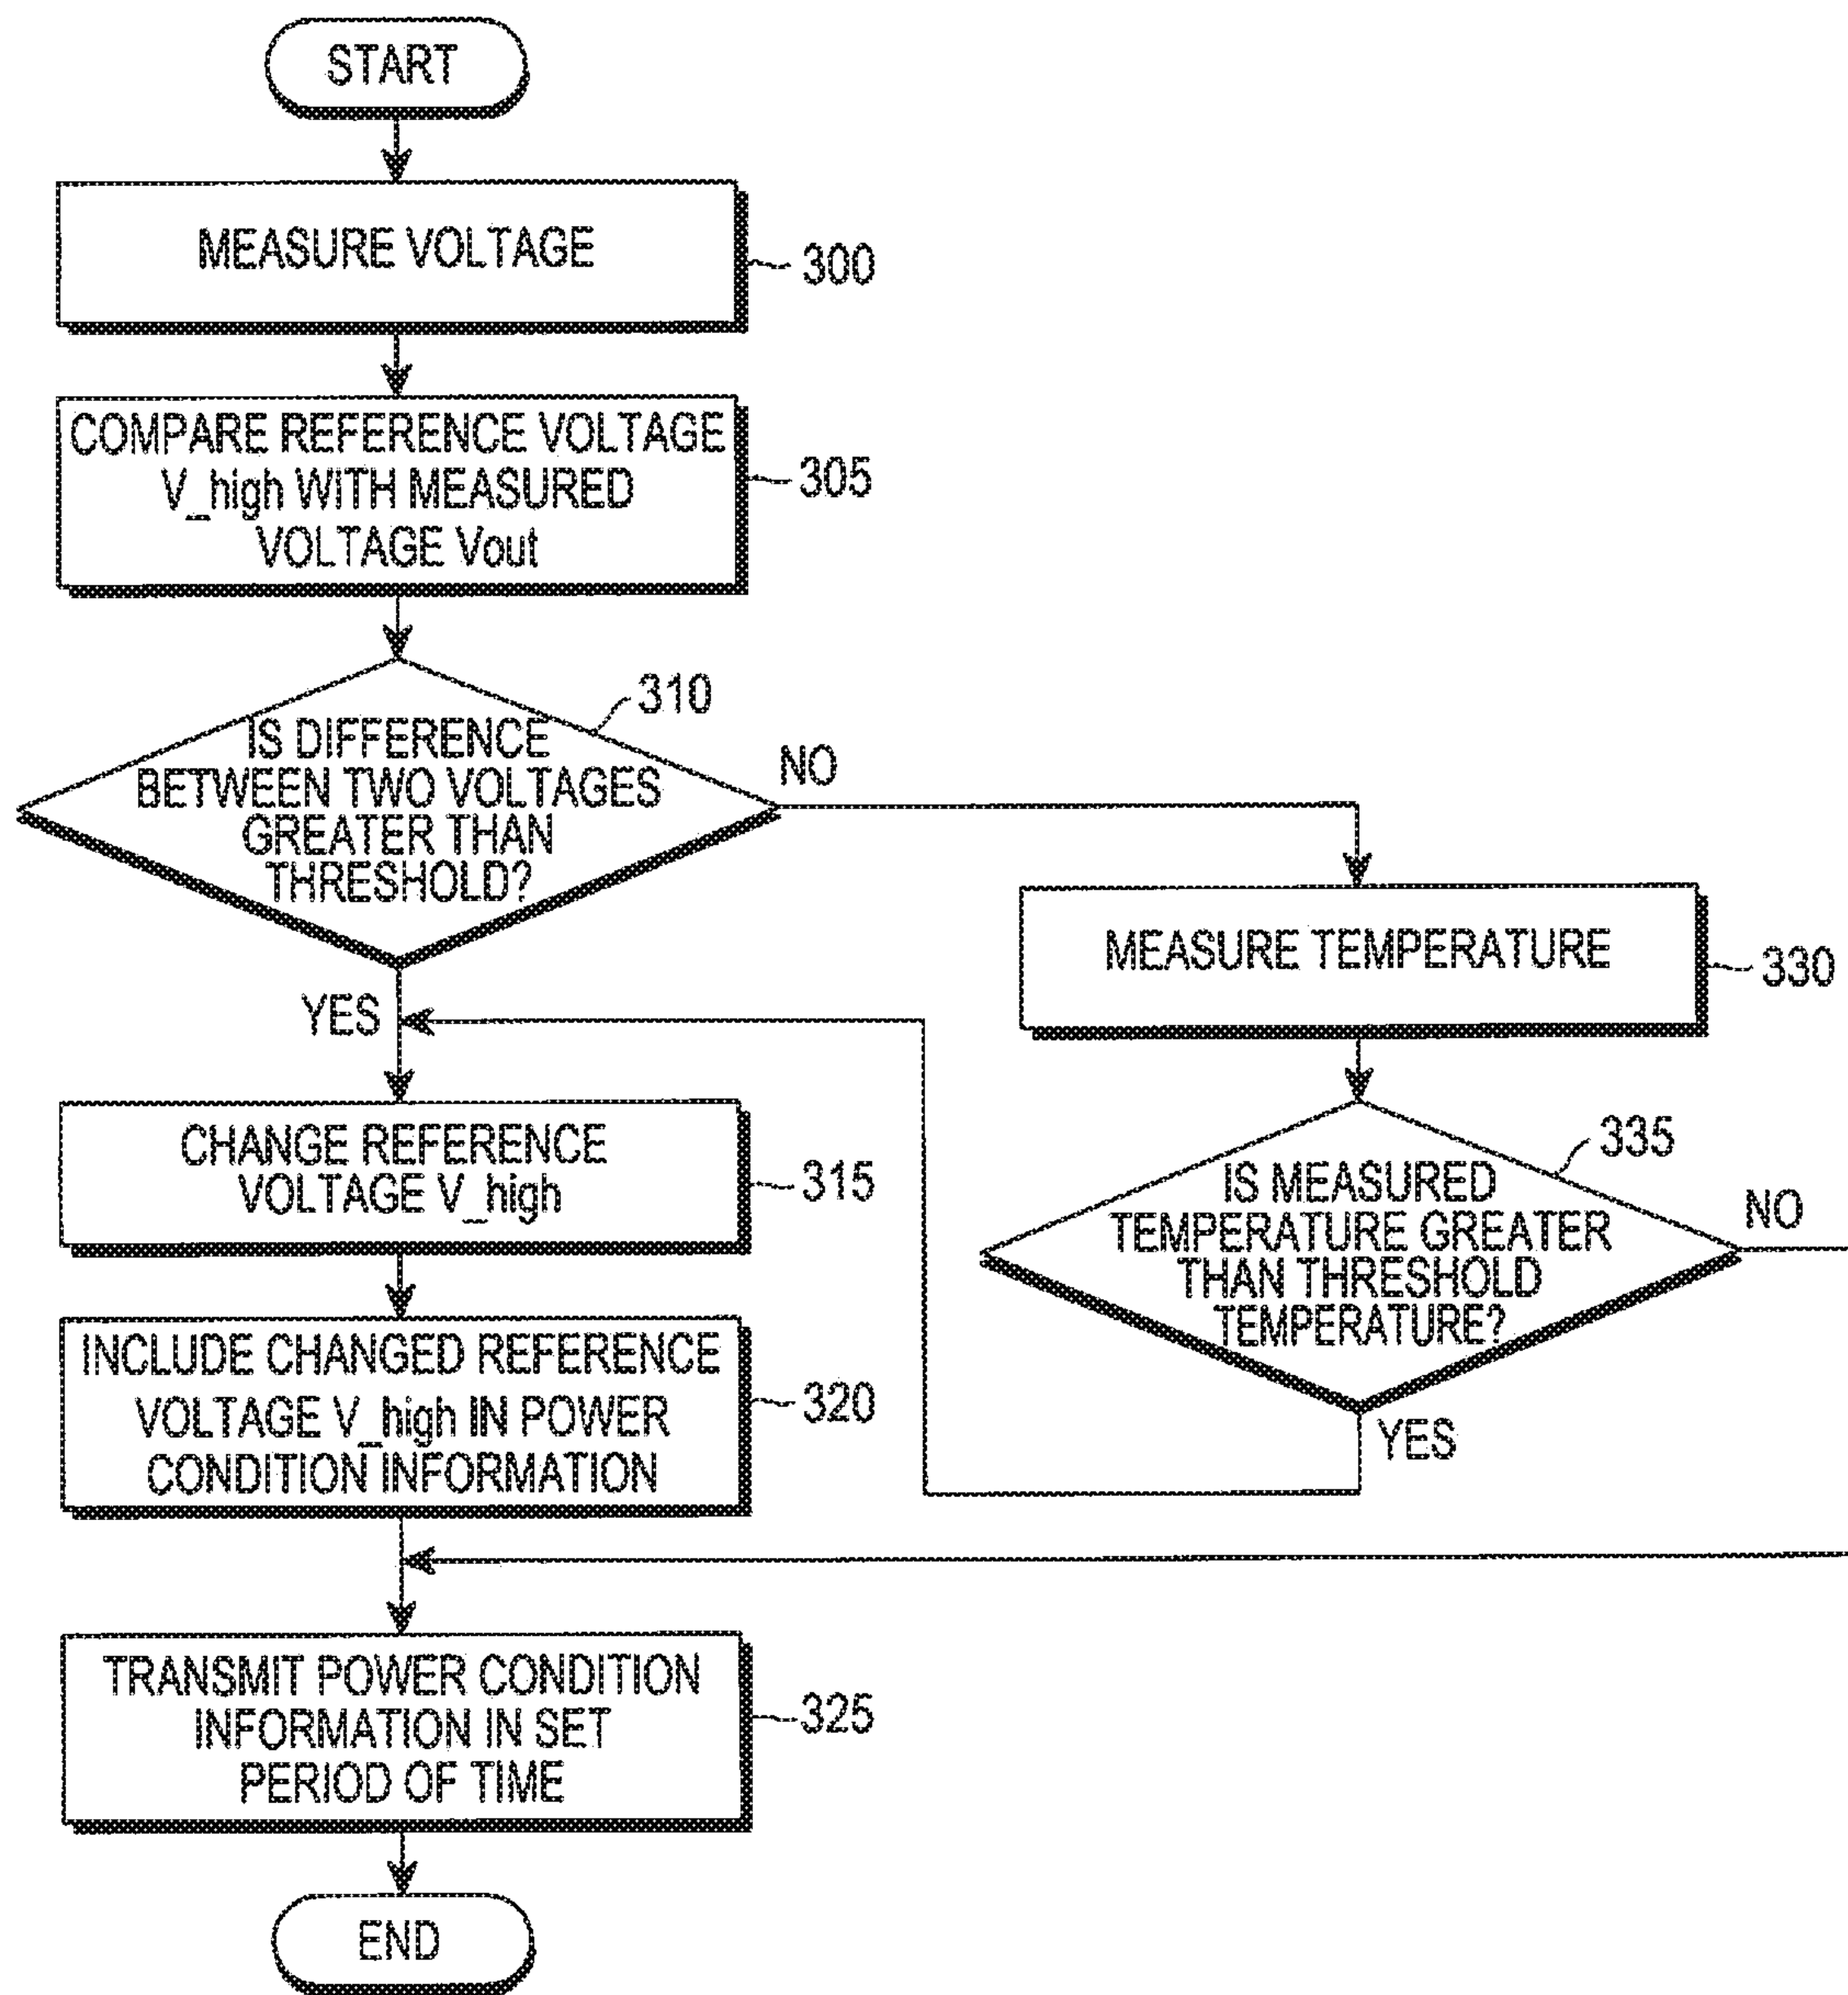 START
MEASURE VOLTAGE
300
COMPARE REFERENCE VOLTAGE
V_high WITH MEASURED
VOLTAGE Vout
305
310
IS DIFFERENCE
BETWEEN TWO VOLTAGES
GREATER THAN
THRESHOLD?
NO
YES
MEASURE TEMPERATURE
330
335
IS MEASURED
TEMPERATURE GREATER
THAN THRESHOLD
TEMPERATURE?
NO
YES
CHANGE REFERENCE
VOLTAGE V_high
315
INCLUDE CHANGED REFERENCE
VOLTAGE V_high IN POWER
CONDITION INFORMATION
320
TRANSMIT POWER CONDITION
INFORMATION IN SET
PERIOD OF TIME
325
END